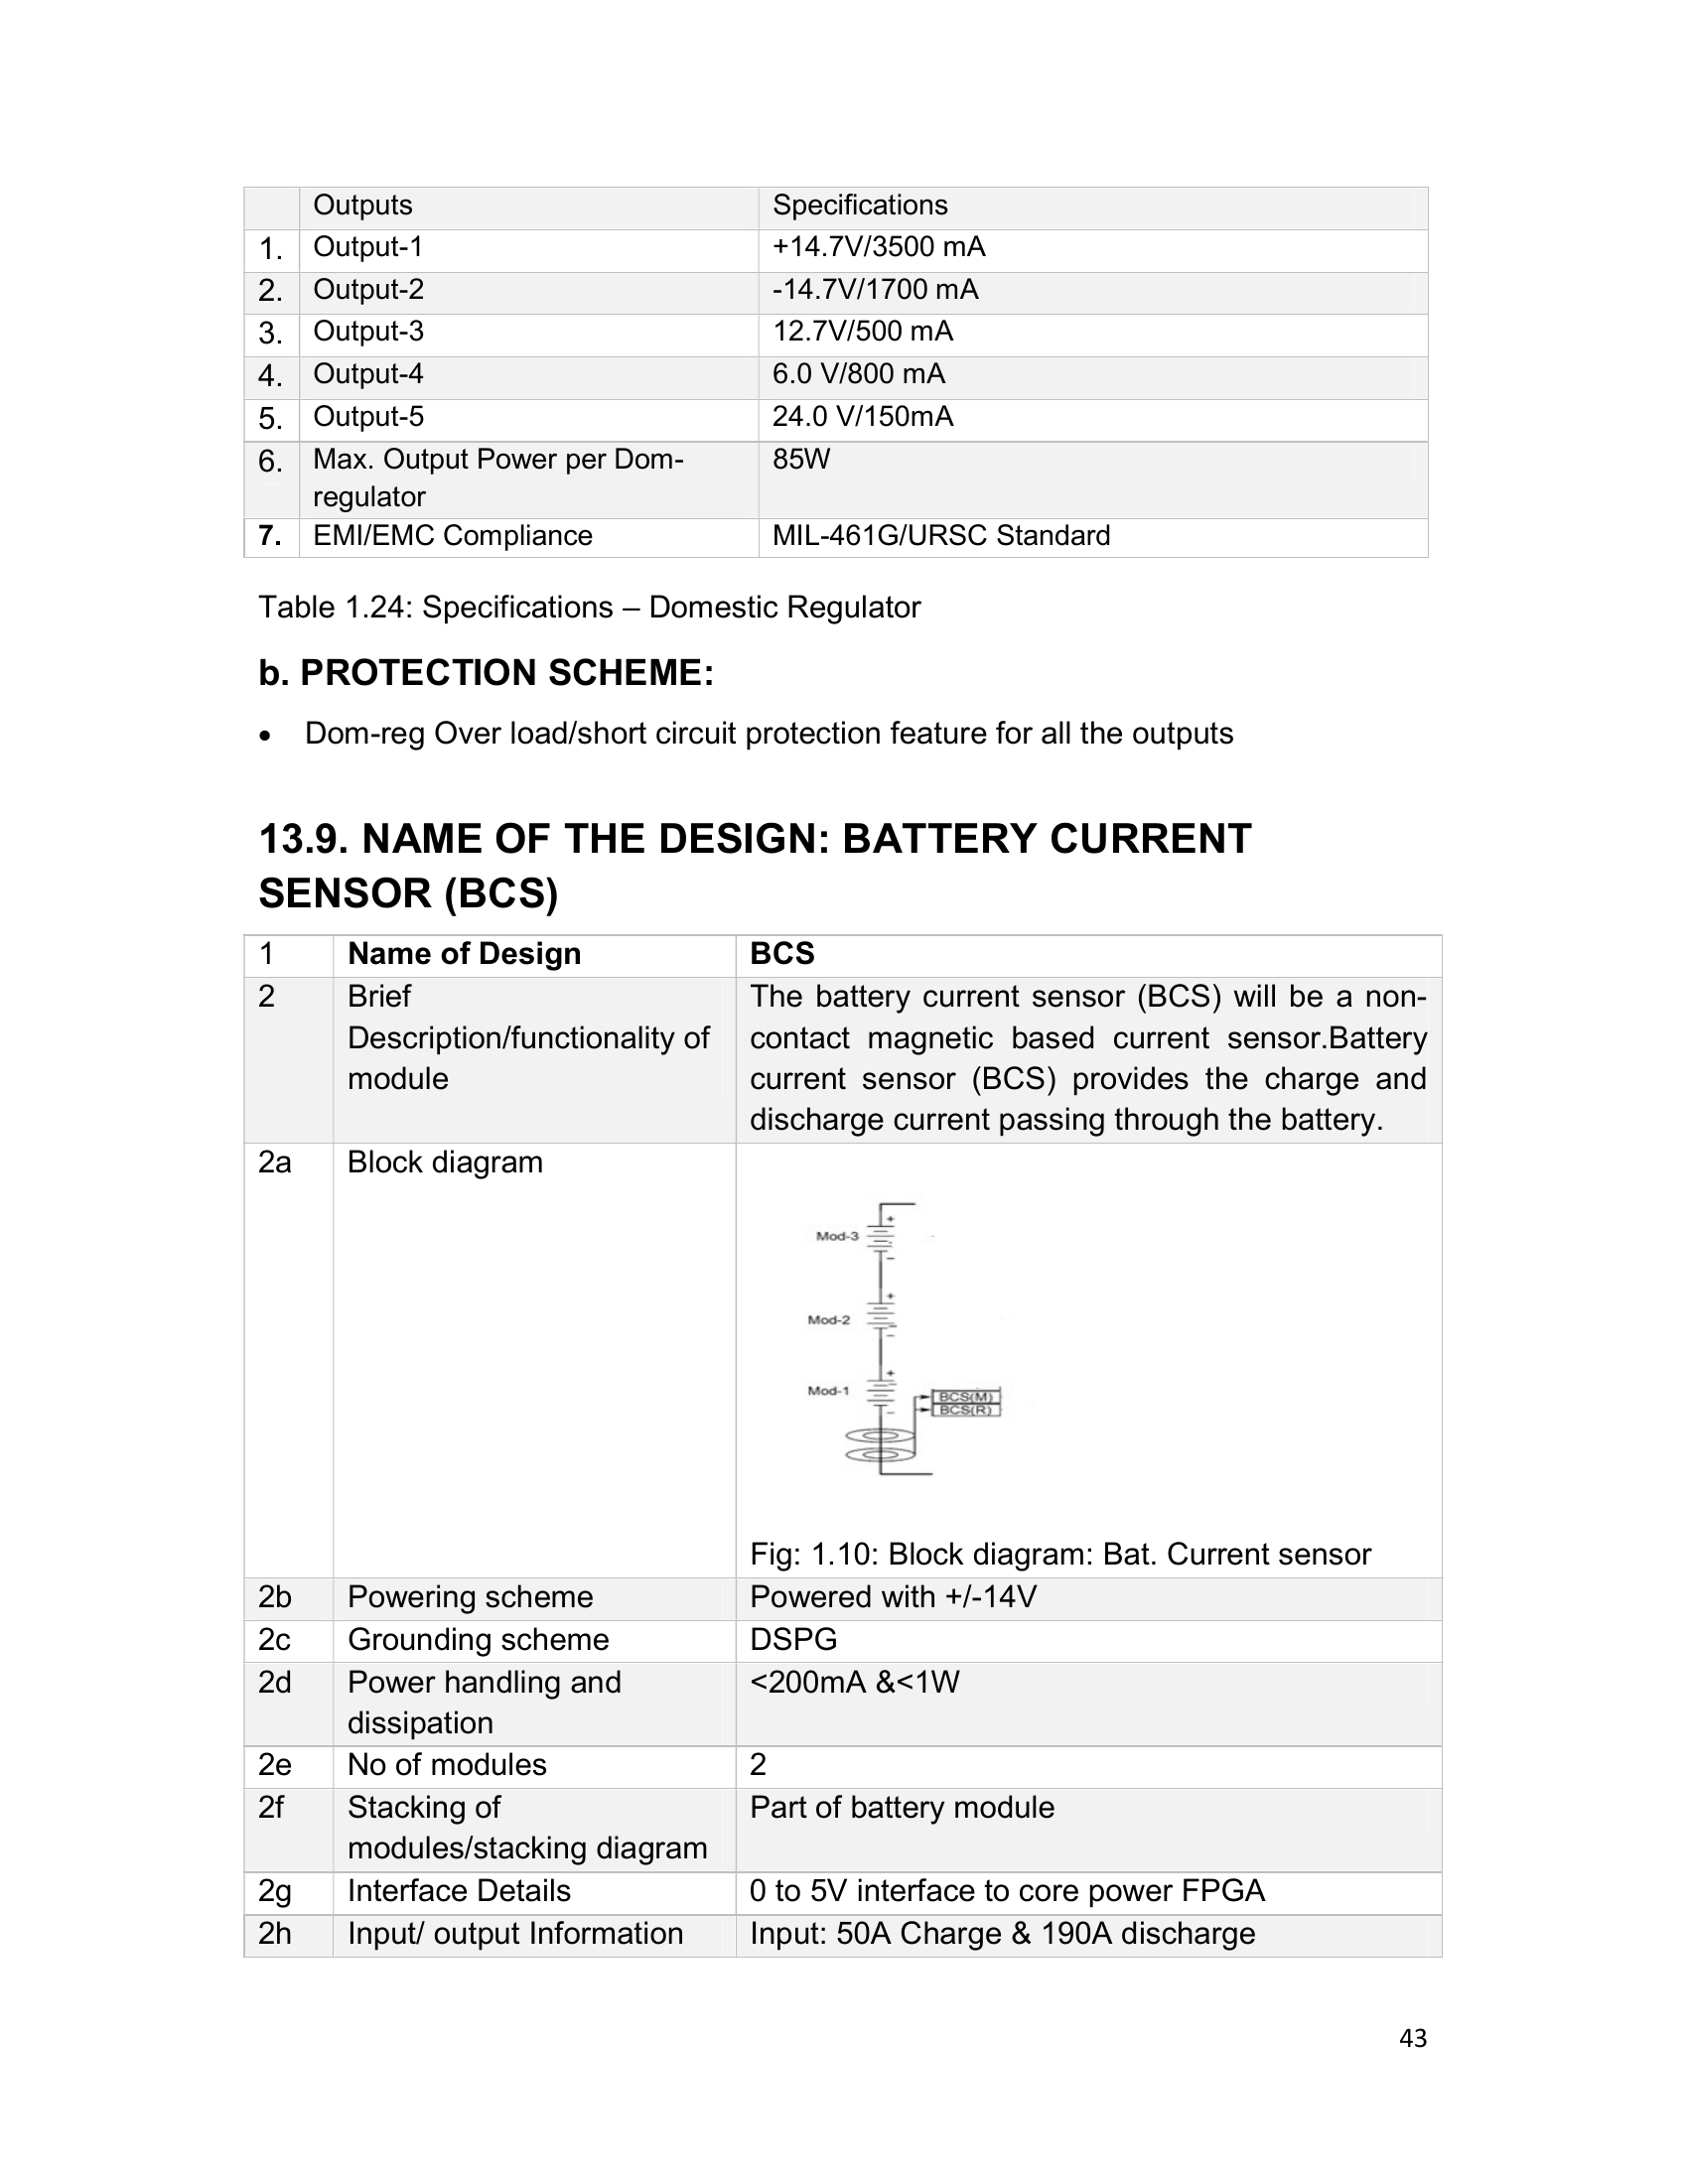 Outputs Specifications
1. Output-1 +14.7V/3500 mA
2. Output-2 -14.7V/1700 mA
3. Output-3 12.7V/500 mA
4. Output-4 6.0 V/800 mA
5. Output-5 24.0 V/150mA
6. Max. Output Power per Dom- 85W
regulator
7. EMI/EMC Compliance MIL-461G/URSC Standard
Table 1.24: Specifications – Domestic Regulator
b. PROTECTION SCHEME:
• Dom-reg Over load/short circuit protection feature for all the outputs
13.9. NAME OF THE DESIGN: BATTERY CURRENT
SENSOR (BCS)
1 Name of Design BCS
2 Brief The battery current sensor (BCS) will be a non-
Description/functionality of contact magnetic based current sensor.Battery
module current sensor (BCS) provides the charge and
discharge current passing through the battery.
2a Block diagram
+
Mod-3
-
+
Mod-2
-
+
Mod-1
-
BCS(M)
BCS(R)
Fig: 1.10: Block diagram: Bat. Current sensor
2b Powering scheme Powered with +/-14V
2c Grounding scheme DSPG
2d Power handling and <200mA &<1W
dissipation
2e No of modules 2
2f Stacking of Part of battery module
modules/stacking diagram
2g Interface Details 0 to 5V interface to core power FPGA
2h Input/ output Information Input: 50A Charge & 190A discharge
43